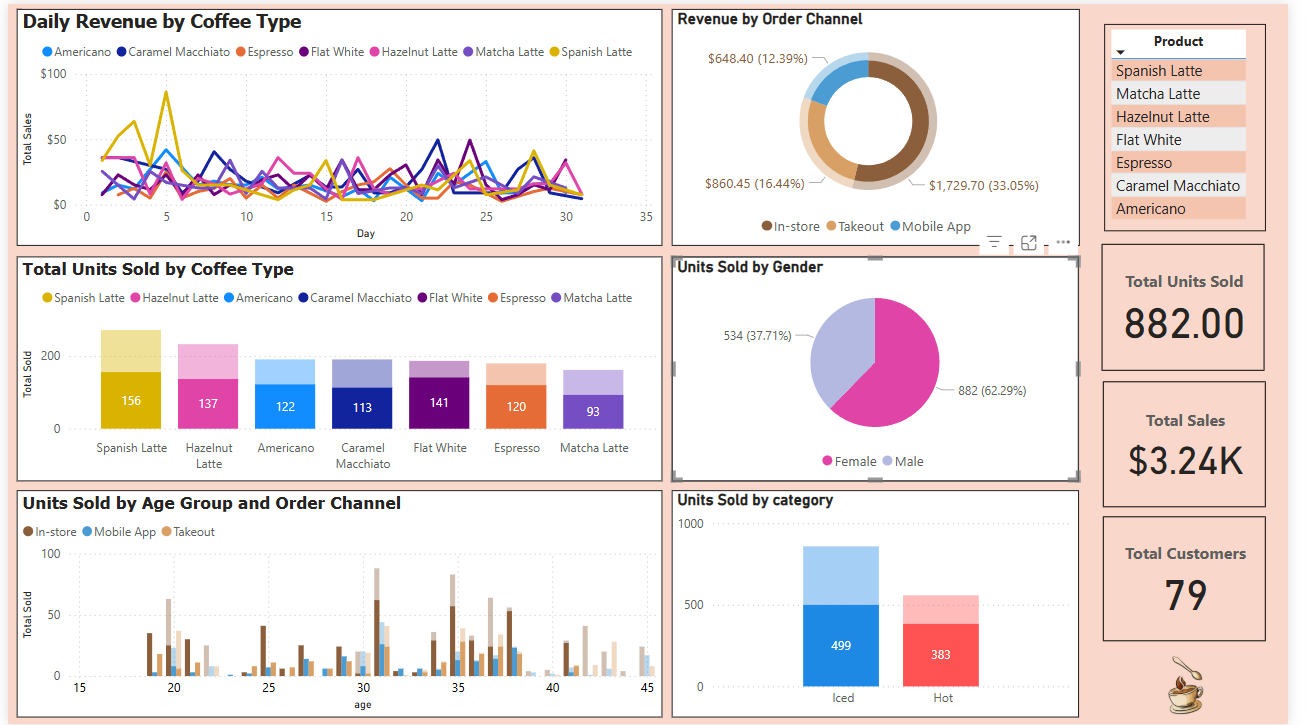 Daily Revenue by Coffee Type
Americano Caramel Macchiato Espresso Flat White Hazelnut Latte Matcha Latte Spanish Latte
$100
$50
$0
Total Sales
0 5 10 15 20 25 30 35
Day
Revenue by Order Channel
$648.40 (12.39%)
$860.45 (16.44%)
$1,729.70 (33.05%)
In-store Takeout Mobile App
Product
Spanish Latte
Matcha Latte
Hazelnut Latte
Flat White
Espresso
Caramel Macchiato
Americano
Total Units Sold by Coffee Type
Spanish Latte Hazelnut Latte Americano Caramel Macchiato Flat White Espresso Matcha Latte
200
0
Total Sold
156 137 122 113 141 120 93
Spanish Latte Hazelnut Americano Caramel Flat White Espresso Matcha Latte
Latte Macchiato
Units Sold by Gender
534 (37.71%)
882 (62.29%)
Female Male
Total Units Sold
882.00
Total Sales
$3.24K
Units Sold by Age Group and Order Channel
In-store Mobile App Takeout
100
50
0
Total Sold
15 20 25 30 35 40 45
age
Units Sold by category
1000
500
0
499
383
Iced Hot
Total Customers
79